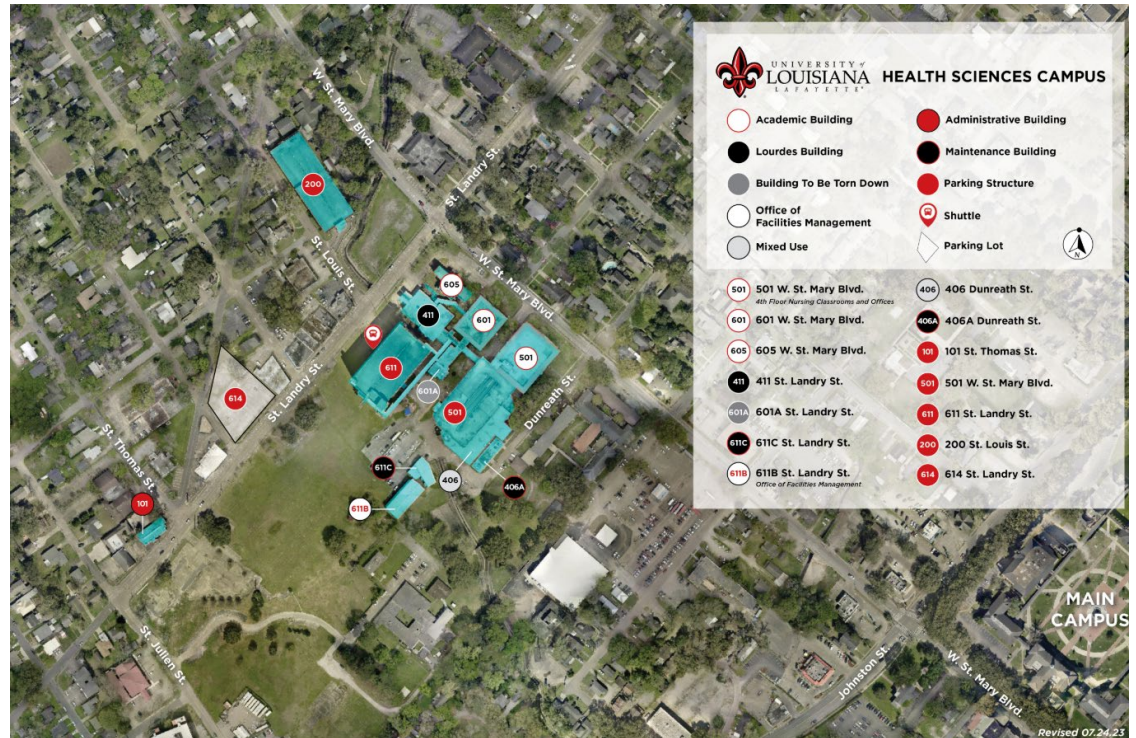 UNIVERSITY of
LOUISIANA
LAFAYETTE
HEALTH SCIENCES CAMPUS
Academic Building
Administrative Building
Lourdes Building
Maintenance Building
Building To Be Torn Down
Parking Structure
Office of
Facilities Management
Shuttle
Mixed Use
Parking Lot
N
501 501 W. St. Mary Blvd.
4th Floor Nursing Classrooms and Offices
601 601 W. St. Mary Blvd.
605 605 W. St. Mary Blvd.
411 411 St. Landry St.
601A 601A St. Landry St.
611C 611C St. Landry St.
611B 611B St. Landry St.
Office of Facilities Management
406 406 Dunreath St.
406A 406A Dunreath St.
101 101 St. Thomas St.
501 501 W. St. Mary Blvd.
611 611 St. Landry St.
200 200 St. Louis St.
614 614 St. Landry St.
W St. Mary Blvd.
St. Landry St.
200
St. Louis St.
W. St. Mary Blvd.
605
411
601
501
611
601A
501
Dunreath St.
St. Landry St.
614
St. Thomas St.
611C
406
406A
611B
101
St. Julien St.
Johnston St.
W. St. Mary Blvd.
MAIN
CAMPUS
Revised 07.24.23